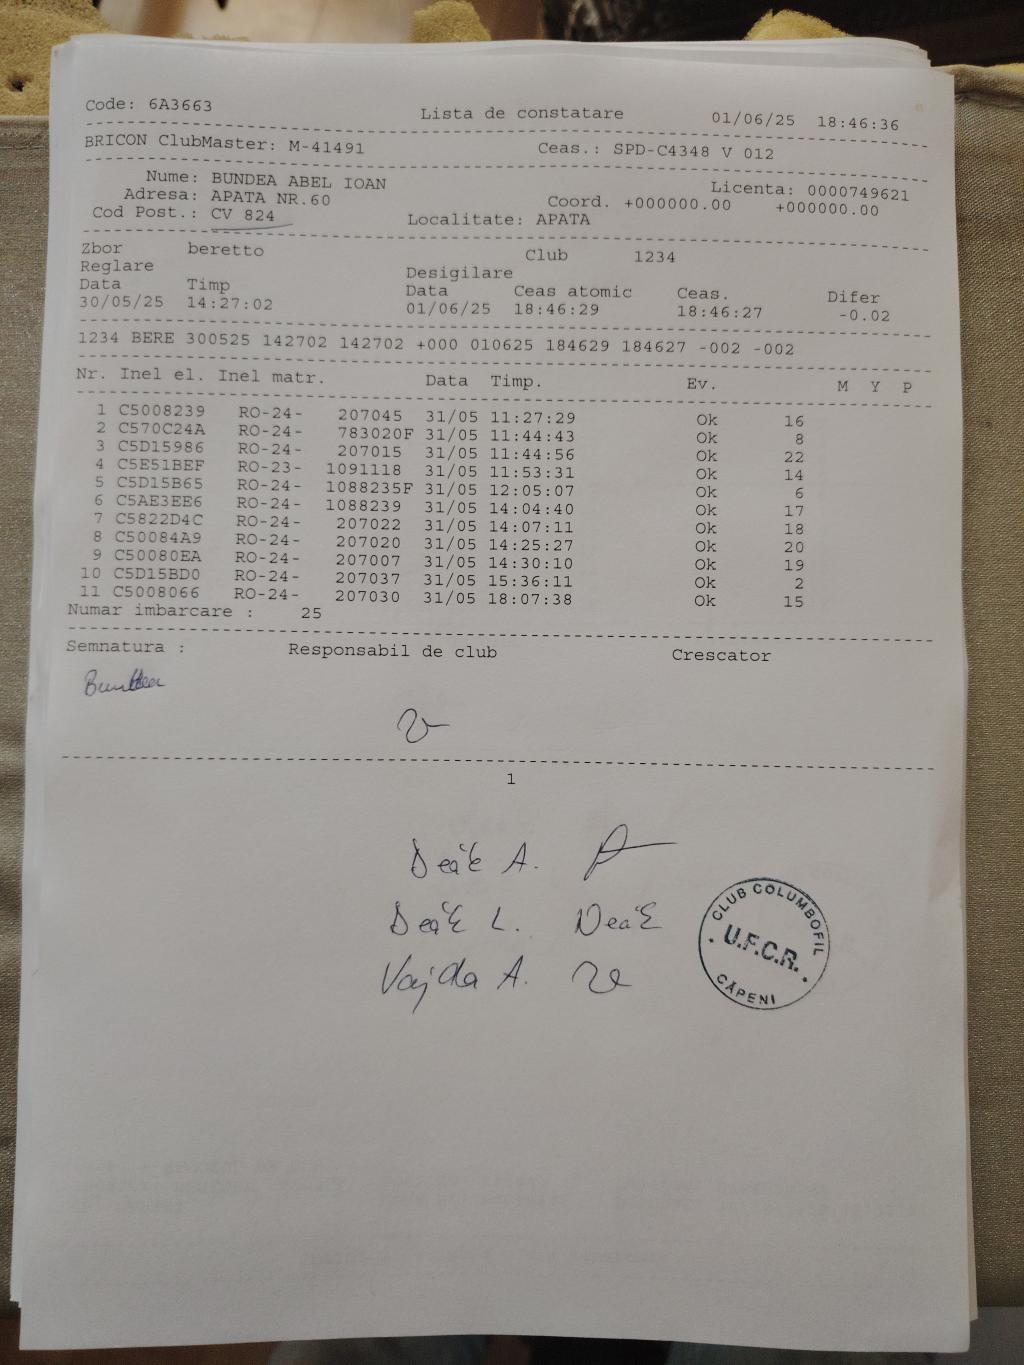 Code: 6A3663 Lista de constatare 01/06/25 18:46:36
BRICON ClubMaster: M-41491 Ceas.: SPD-C4348 V 012
Nume: BUNDEA ABEL IOAN Licenta: 0000749621
Adresa: APATA NR.60 Coord. +000000.00 +000000.00
Cod Post.: CV 824 Localitate: APATA
Zbor beretto Club 1234
Reglare Desigilare
Data Timp Data Ceas atomic Ceas. Difer
30/05/25 14:27:02 01/06/25 18:46:29 18:46:27 -0.02
1234 BERE 300525 142702 142702 +000 010625 184629 184627 -002 -002
Nr. Inel el. Inel matr. Data Timp. Ev. M Y P
1 C5008239 RO-24- 207045 31/05 11:27:29 Ok 16
2 C570C24A RO-24- 783020F 31/05 11:44:43 Ok 8
3 C5D15986 RO-24- 207015 31/05 11:44:56 Ok 22
4 C5E51BEF RO-23- 1091118 31/05 11:53:31 Ok 14
5 C5D15B65 RO-24- 1088235F 31/05 12:05:07 Ok 6
6 C5AE3EE6 RO-24- 1088239 31/05 14:04:40 Ok 17
7 C5822D4C RO-24- 207022 31/05 14:07:11 Ok 18
8 C50084A9 RO-24- 207020 31/05 14:25:27 Ok 20
9 C50080EA RO-24- 207007 31/05 14:30:10 Ok 19
10 C5D15BD0 RO-24- 207037 31/05 15:36:11 Ok 2
11 C5008066 RO-24- 207030 31/05 18:07:38 Ok 15
Numar imbarcare : 25
Semnatura : Responsabil de club Crescator
Bundea
1
Deák A.
Deák L. Deák
Vajda A.
CLUB COLUMBOFIL
U.F.C.R.
CĂPENI